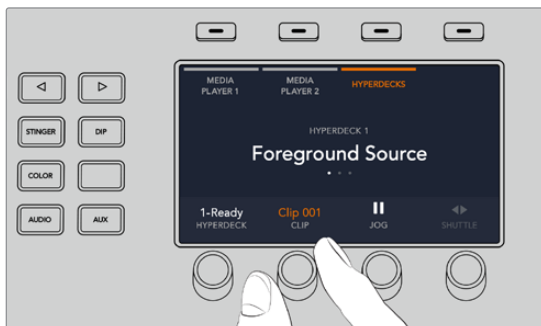 MEDIA
PLAYER 1
MEDIA
PLAYER 2
HYPERDECKS
HYPERDECK 1
Foreground Source
1-Ready
HYPERDECK
Clip 001
CLIP
JOG
SHUTTLE
STINGER
DIP
COLOR
AUDIO
AUX